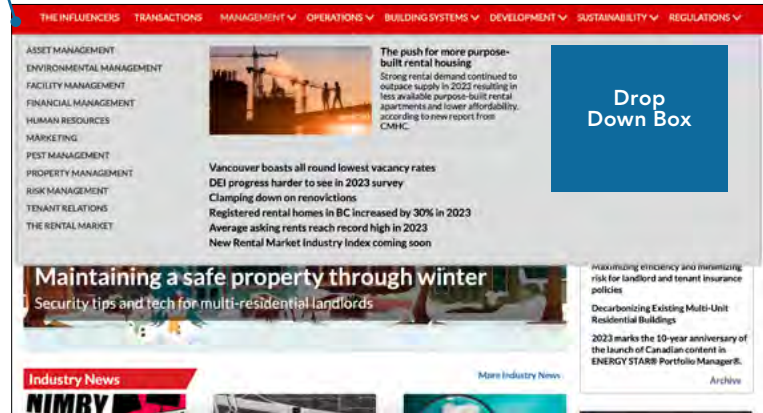 THE INFLUENCERS TRANSACTIONS MANAGEMENT OPERATIONS BUILDING SYSTEMS DEVELOPMENT SUSTAINABILITY REGULATIONS
ASSET MANAGEMENT
ENVIRONMENTAL MANAGEMENT
FACILITY MANAGEMENT
FINANCIAL MANAGEMENT
HUMAN RESOURCES
MARKETING
PEST MANAGEMENT
PROPERTY MANAGEMENT
RISK MANAGEMENT
TENANT RELATIONS
THE RENTAL MARKET
The push for more purpose-
built rental housing
Strong rental demand continued to
outpace supply in 2023 resulting in
less available purpose-built rental
apartments and lower affordability,
according to new report from
CMHC.
Vancouver boasts all round lowest vacancy rates
DEI progress harder to see in 2023 survey
Clamping down on renovictions
Registered rental homes in BC increased by 30% in 2023
Average asking rents reach record high in 2023
New Rental Market Industry Index coming soon
Drop
Down Box
Maintaining a safe property through winter
Security tips and tech for multi-residential landlords
Maximizing efficiency and minimizing
risk for landlord and tenant insurance
policies
Decarbonizing Existing Multi-Unit
Residential Buildings
2023 marks the 10-year anniversary of
the launch of Canadian content in
ENERGY STAR® Portfolio Manager®.
Archive
Industry News
More Industry News
NIMBY